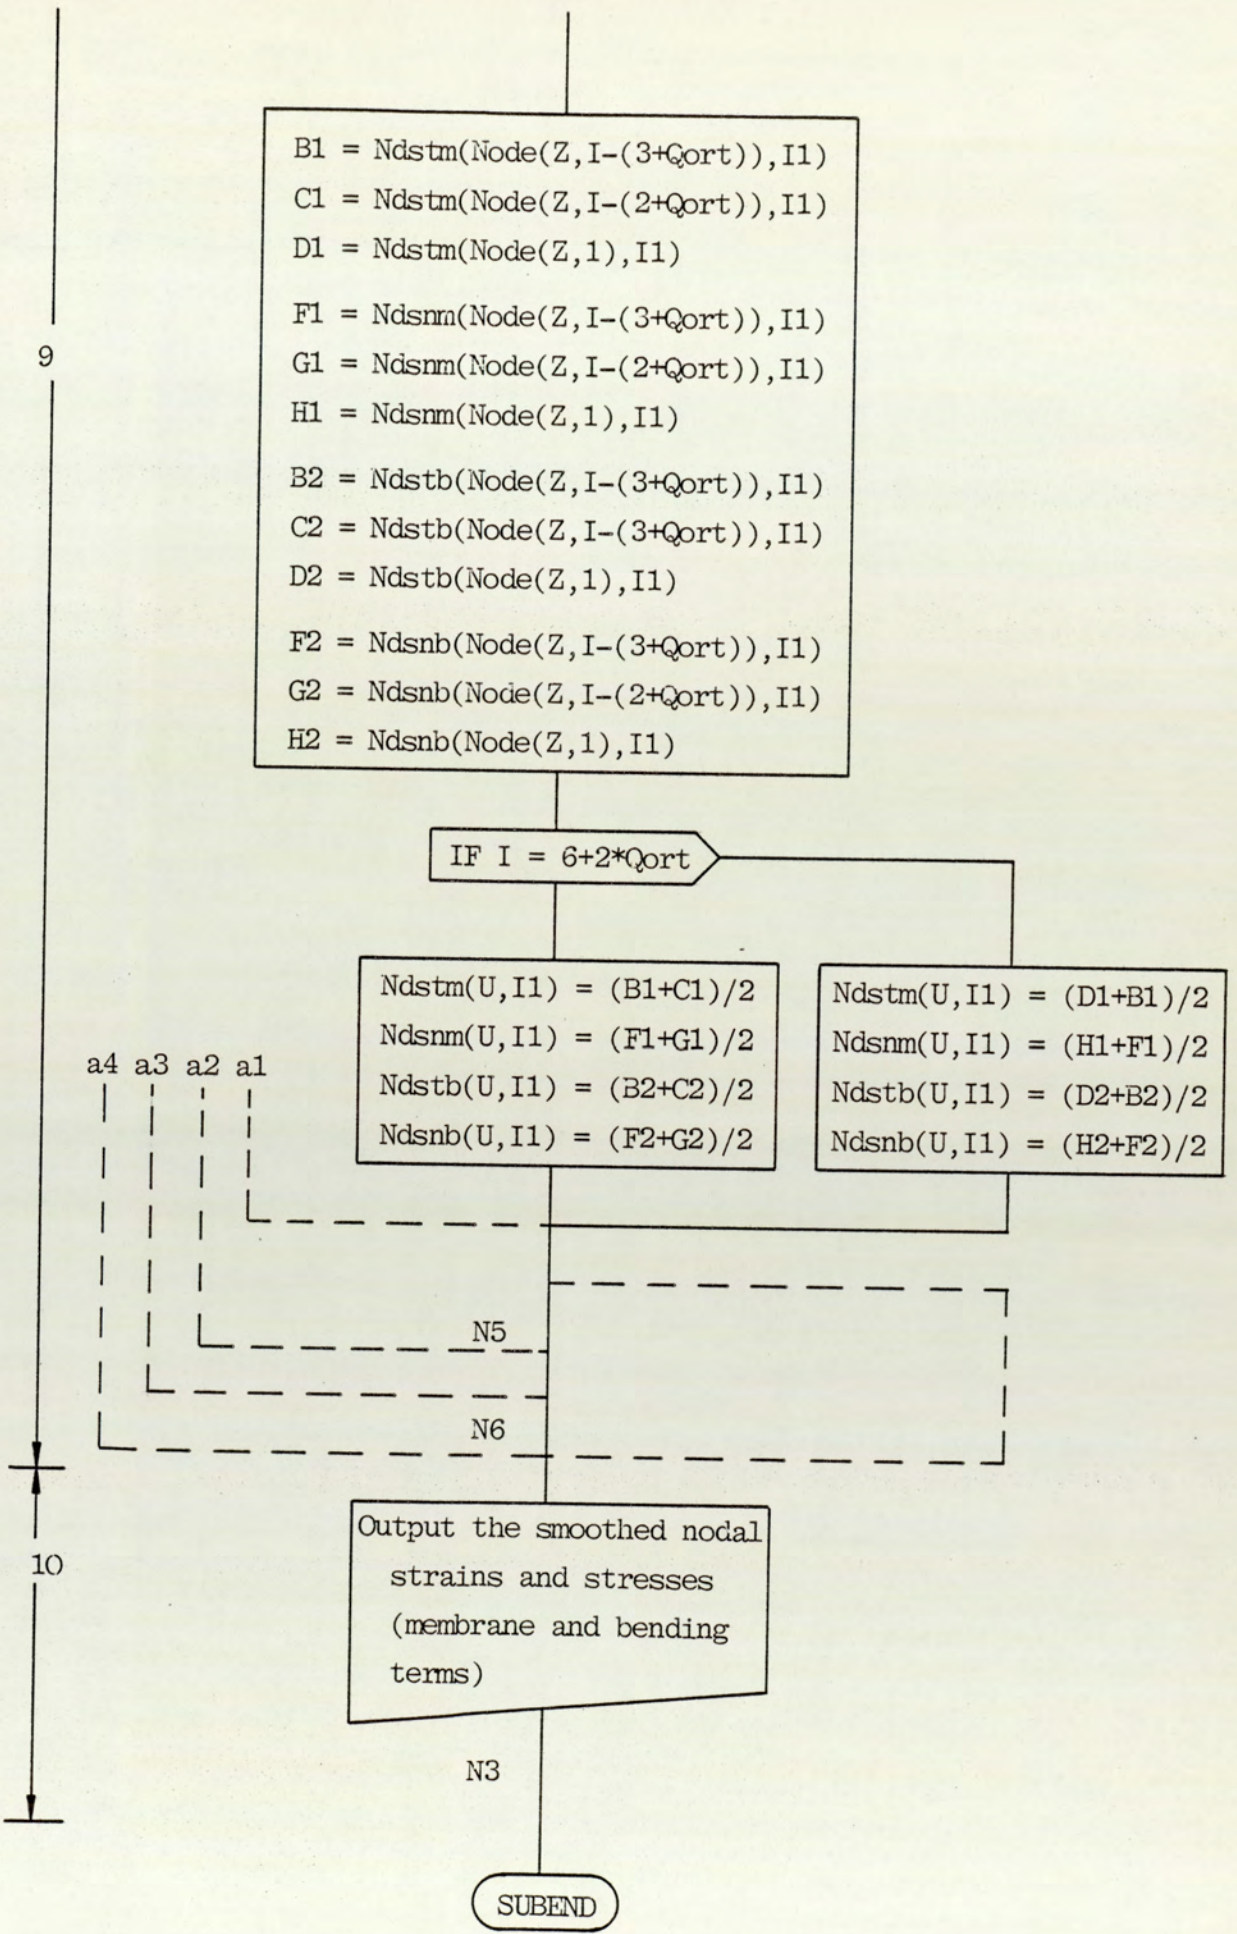 B1 = Ndstm(Node(Z,I-(3+Qort)),I1)
C1 = Ndstm(Node(Z,I-(2+Qort)),I1)
D1 = Ndstm(Node(Z,1),I1)
F1 = Ndsnm(Node(Z,I-(3+Qort)),I1)
G1 = Ndsnm(Node(Z,I-(2+Qort)),I1)
H1 = Ndsnm(Node(Z,1),I1)
B2 = Ndstb(Node(Z,I-(3+Qort)),I1)
C2 = Ndstb(Node(Z,I-(3+Qort)),I1)
D2 = Ndstb(Node(Z,1),I1)
F2 = Ndsnb(Node(Z,I-(3+Qort)),I1)
G2 = Ndsnb(Node(Z,I-(2+Qort)),I1)
H2 = Ndsnb(Node(Z,1),I1)
9
IF I = 6+2*Qort
Ndstm(U,I1) = (B1+C1)/2
Ndsnm(U,I1) = (F1+G1)/2
Ndstb(U,I1) = (B2+C2)/2
Ndsnb(U,I1) = (F2+G2)/2
Ndstm(U,I1) = (D1+B1)/2
Ndsnm(U,I1) = (H1+F1)/2
Ndstb(U,I1) = (D2+B2)/2
Ndsnb(U,I1) = (H2+F2)/2
a4 a3 a2 a1
N5
N6
10
Output the smoothed nodal
strains and stresses
(membrane and bending
terms)
N3
SUBEND